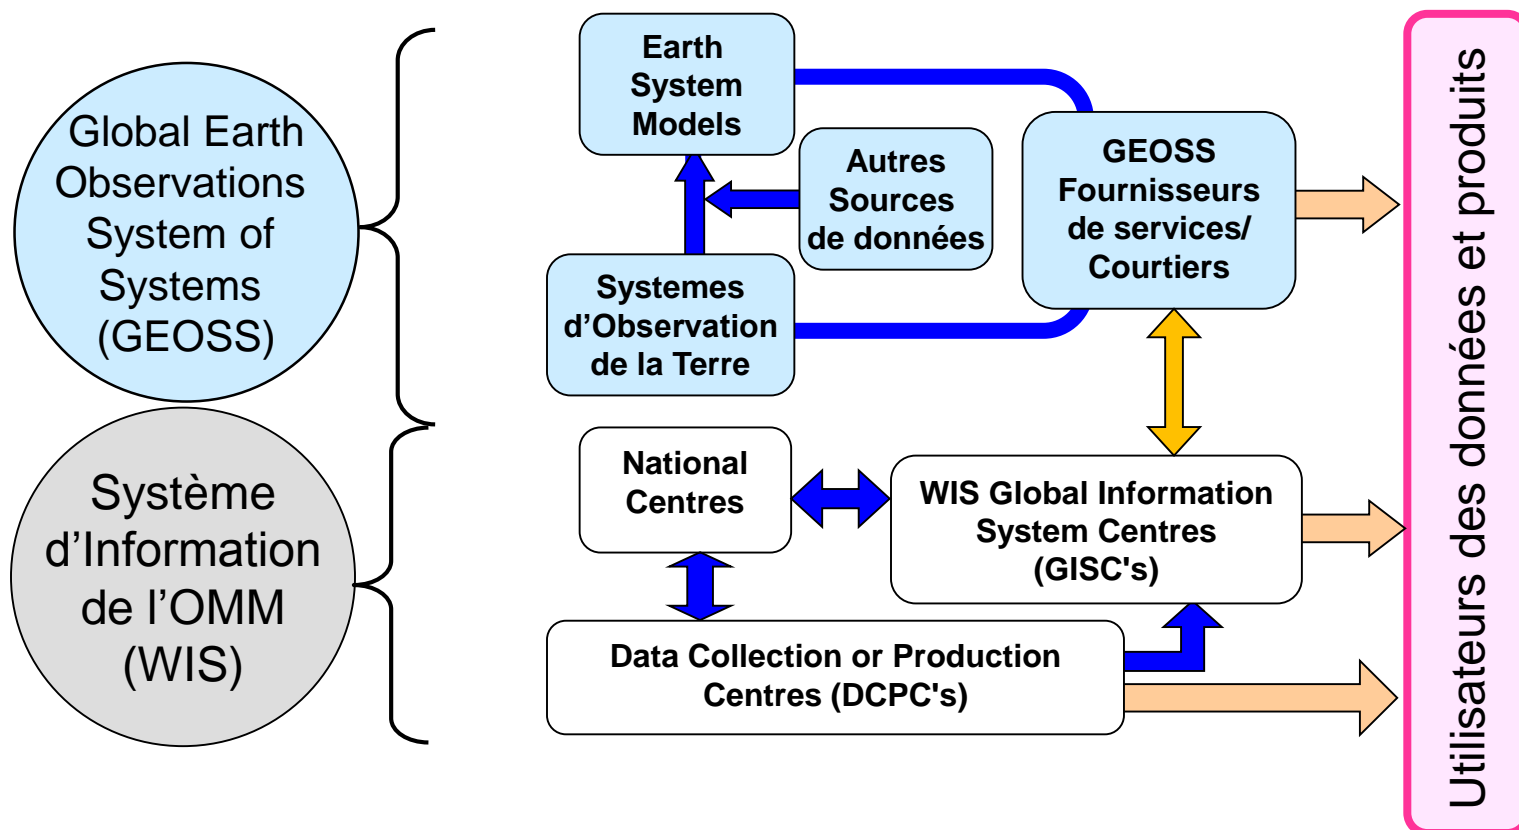 Global Earth
Observations
System of
Systems
(GEOSS)
Système
d’Information
de l’OMM
(WIS)
Earth
System
Models
Autres
Sources
de données
Systemes
d’Observation
de la Terre
GEOSS
Fournisseurs
de services/
Courtiers
National
Centres
WIS Global Information
System Centres
(GISC's)
Data Collection or Production
Centres (DCPC's)
Utilisateurs des données et produits